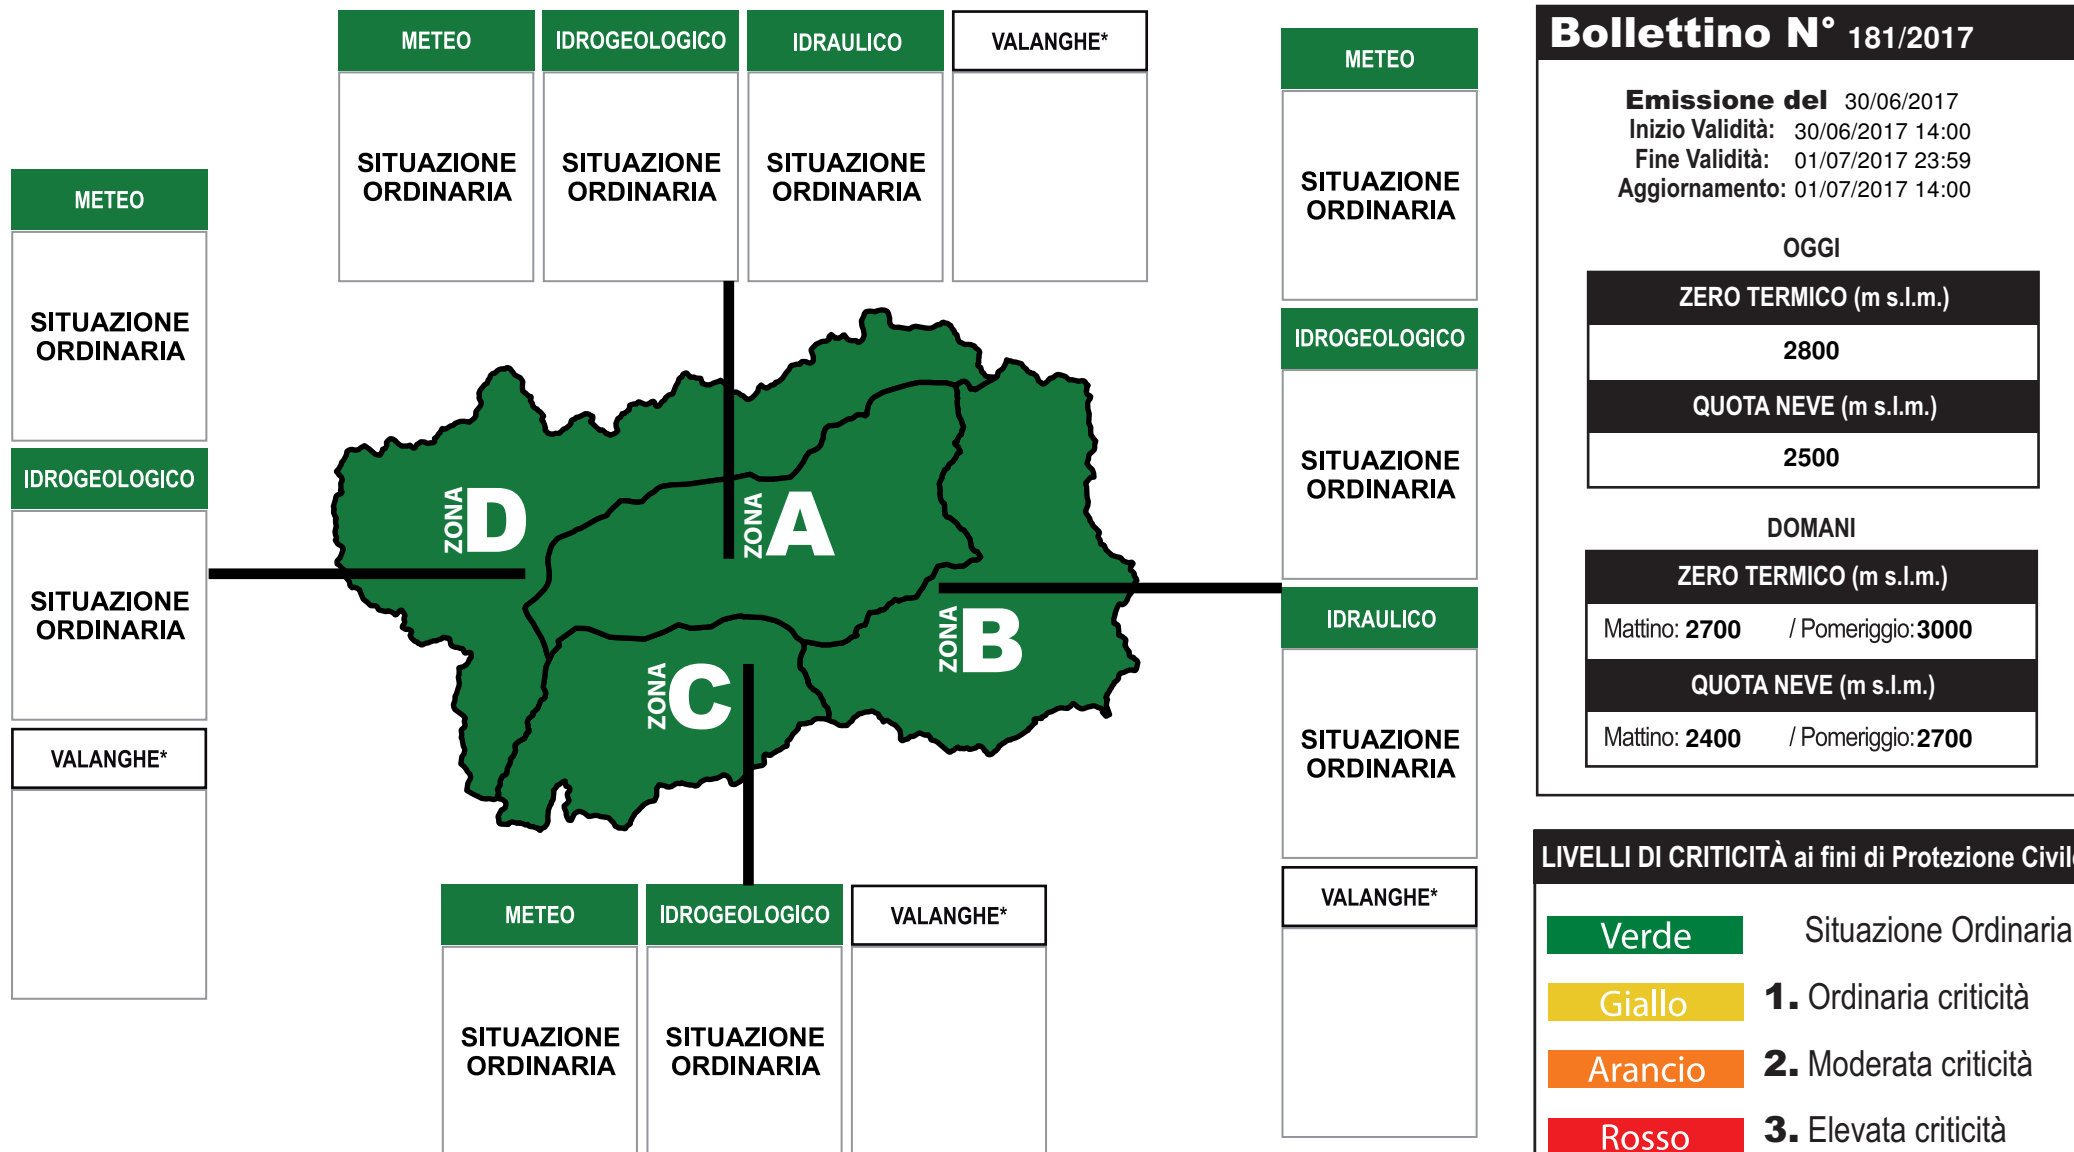 METEO
IDROGEOLOGICO
IDRAULICO
VALANGHE*
SITUAZIONE
ORDINARIA
SITUAZIONE
ORDINARIA
SITUAZIONE
ORDINARIA
METEO
SITUAZIONE
ORDINARIA
IDROGEOLOGICO
SITUAZIONE
ORDINARIA
VALANGHE*
ZONA D
ZONA A
ZONA B
ZONA C
METEO
SITUAZIONE
ORDINARIA
IDROGEOLOGICO
SITUAZIONE
ORDINARIA
IDRAULICO
SITUAZIONE
ORDINARIA
VALANGHE*
METEO
IDROGEOLOGICO
VALANGHE*
SITUAZIONE
ORDINARIA
SITUAZIONE
ORDINARIA
Bollettino N° 181/2017
Emissione del 30/06/2017
Inizio Validità: 30/06/2017 14:00
Fine Validità: 01/07/2017 23:59
Aggiornamento: 01/07/2017 14:00
OGGI
ZERO TERMICO (m s.l.m.)
2800
QUOTA NEVE (m s.l.m.)
2500
DOMANI
ZERO TERMICO (m s.l.m.)
Mattino: 2700 / Pomeriggio: 3000
QUOTA NEVE (m s.l.m.)
Mattino: 2400 / Pomeriggio: 2700
LIVELLI DI CRITICITÀ ai fini di Protezione Civile
Verde Situazione Ordinaria
Giallo 1. Ordinaria criticità
Arancio 2. Moderata criticità
Rosso 3. Elevata criticità